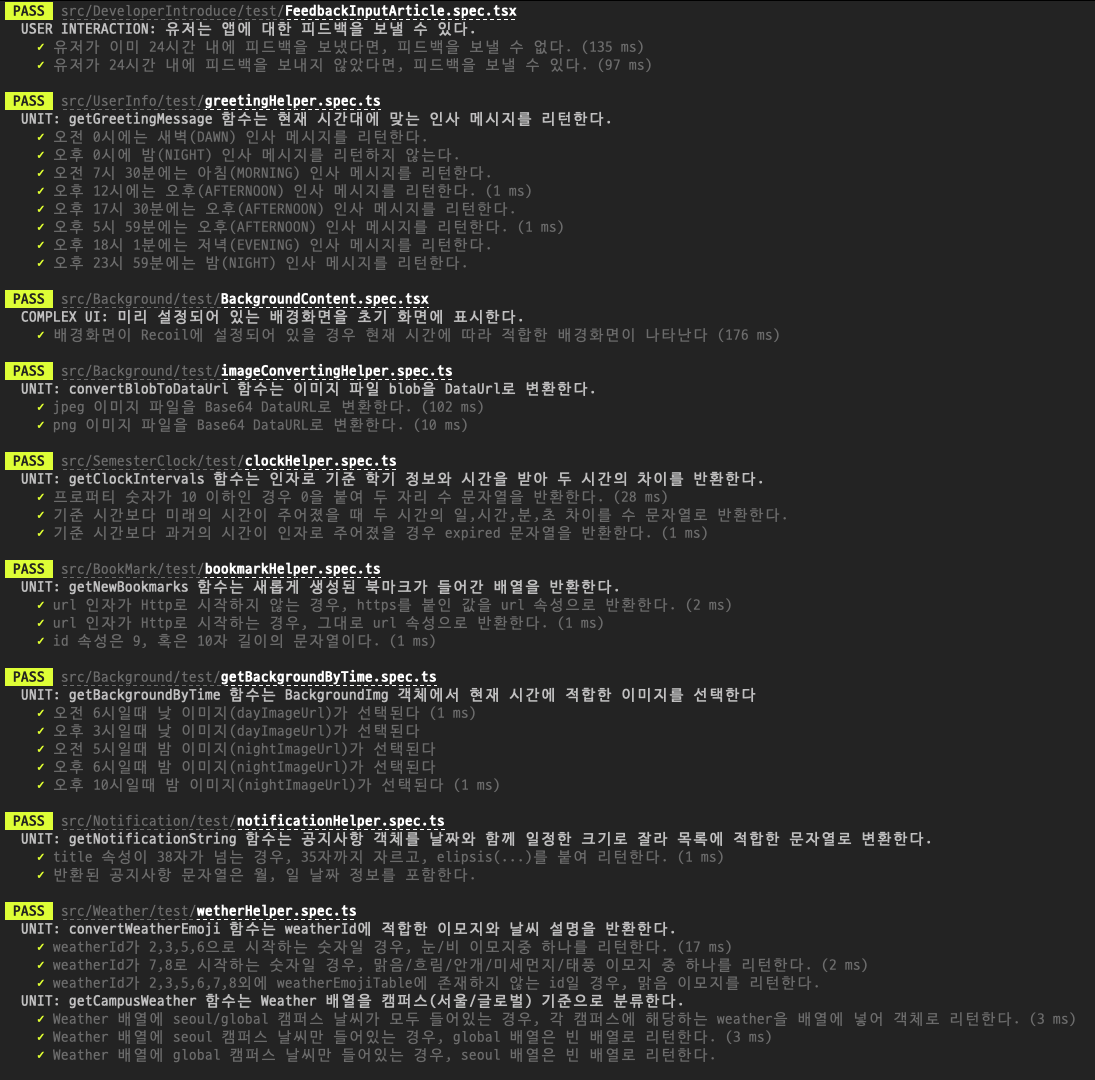 PASS src/DeveloperIntroduce/test/FeedbackInputArticle.spec.tsx
USER INTERACTION: 유저는 앱에 대한 피드백을 보낼 수 있다.
✓ 유저가 이미 24시간 내에 피드백을 보냈다면, 피드백을 보낼 수 없다. (135 ms)
✓ 유저가 24시간 내에 피드백을 보내지 않았다면, 피드백을 보낼 수 있다. (97 ms)
PASS src/UserInfo/test/greetingHelper.spec.ts
UNIT: getGreetingMessage 함수는 현재 시간대에 맞는 인사 메시지를 리턴한다.
✓ 오전 0시에는 새벽(DAWN) 인사 메시지를 리턴한다.
✓ 오후 0시에 밤(NIGHT) 인사 메시지를 리턴하지 않는다.
✓ 오전 7시 30분에는 아침(MORNING) 인사 메시지를 리턴한다.
✓ 오후 12시에는 오후(AFTERNOON) 인사 메시지를 리턴한다. (1 ms)
✓ 오후 17시 30분에는 오후(AFTERNOON) 인사 메시지를 리턴한다.
✓ 오후 5시 59분에는 오후(AFTERNOON) 인사 메시지를 리턴한다. (1 ms)
✓ 오후 18시 1분에는 저녁(EVENING) 인사 메시지를 리턴한다.
✓ 오후 23시 59분에는 밤(NIGHT) 인사 메시지를 리턴한다.
PASS src/Background/test/BackgroundContent.spec.tsx
COMPLEX UI: 미리 설정되어 있는 배경화면을 초기 화면에 표시한다.
✓ 배경화면이 Recoil에 설정되어 있을 경우 현재 시간에 따라 적합한 배경화면이 나타난다 (176 ms)
PASS src/Background/test/imageConvertingHelper.spec.ts
UNIT: convertBlobToDataUrl 함수는 이미지 파일 blob을 DataUrl로 변환한다.
✓ jpeg 이미지 파일을 Base64 DataURL로 변환한다. (102 ms)
✓ png 이미지 파일을 Base64 DataURL로 변환한다. (10 ms)
PASS src/SemesterClock/test/clockHelper.spec.ts
UNIT: getClockIntervals 함수는 인자로 기준 학기 정보와 시간을 받아 두 시간의 차이를 반환한다.
✓ 프로퍼티 숫자가 10 이하인 경우 0을 붙여 두 자리 수 문자열을 반환한다. (28 ms)
✓ 기준 시간보다 미래의 시간이 주어졌을 때 두 시간의 일,시간,분,초 차이를 수 문자열로 반환한다.
✓ 기준 시간보다 과거의 시간이 인자로 주어졌을 경우 expired 문자열을 반환한다. (1 ms)
PASS src/BookMark/test/bookmarkHelper.spec.ts
UNIT: getNewBookmarks 함수는 새롭게 생성된 북마크가 들어간 배열을 반환한다.
✓ url 인자가 Http로 시작하지 않는 경우, https를 붙인 값을 url 속성으로 반환한다. (2 ms)
✓ url 인자가 Http로 시작하는 경우, 그대로 url 속성으로 반환한다. (1 ms)
✓ id 속성은 9, 혹은 10자 길이의 문자열이다. (1 ms)
PASS src/Background/test/getBackgroundByTime.spec.ts
UNIT: getBackgroundByTime 함수는 BackgroundImg 객체에서 현재 시간에 적합한 이미지를 선택한다
✓ 오전 6시일때 낮 이미지(dayImageUrl)가 선택된다 (1 ms)
✓ 오후 3시일때 낮 이미지(dayImageUrl)가 선택된다
✓ 오전 5시일때 밤 이미지(nightImageUrl)가 선택된다
✓ 오후 6시일때 밤 이미지(nightImageUrl)가 선택된다
✓ 오후 10시일때 밤 이미지(nightImageUrl)가 선택된다 (1 ms)
PASS src/Notification/test/notificationHelper.spec.ts
UNIT: getNotificationString 함수는 공지사항 객체를 날짜와 함께 일정한 크기로 잘라 목록에 적합한 문자열로 변환한다.
✓ title 속성이 38자가 넘는 경우, 35자까지 자르고, elipsis(...)를 붙여 리턴한다. (1 ms)
✓ 반환된 공지사항 문자열은 월, 일 날짜 정보를 포함한다.
PASS src/Weather/test/wetherHelper.spec.ts
UNIT: convertWeatherEmoji 함수는 weatherId에 적합한 이모지와 날씨 설명을 반환한다.
✓ weatherId가 2,3,5,6으로 시작하는 숫자일 경우, 눈/비 이모지중 하나를 리턴한다. (17 ms)
✓ weatherId가 7,8로 시작하는 숫자일 경우, 맑음/흐림/안개/미세먼지/태풍 이모지 중 하나를 리턴한다. (2 ms)
✓ weatherId가 2,3,5,6,7,8외에 weatherEmojiTable에 존재하지 않는 id일 경우, 맑음 이모지를 리턴한다.
UNIT: getCampusWeather 함수는 Weather 배열을 캠퍼스(서울/글로벌) 기준으로 분류한다.
✓ Weather 배열에 seoul/global 캠퍼스 날씨가 모두 들어있는 경우, 각 캠퍼스에 해당하는 weather을 배열에 넣어 객체로 리턴한다. (3 ms)
✓ Weather 배열에 seoul 캠퍼스 날씨만 들어있는 경우, global 배열은 빈 배열로 리턴한다. (3 ms)
✓ Weather 배열에 global 캠퍼스 날씨만 들어있는 경우, seoul 배열은 빈 배열로 리턴한다.